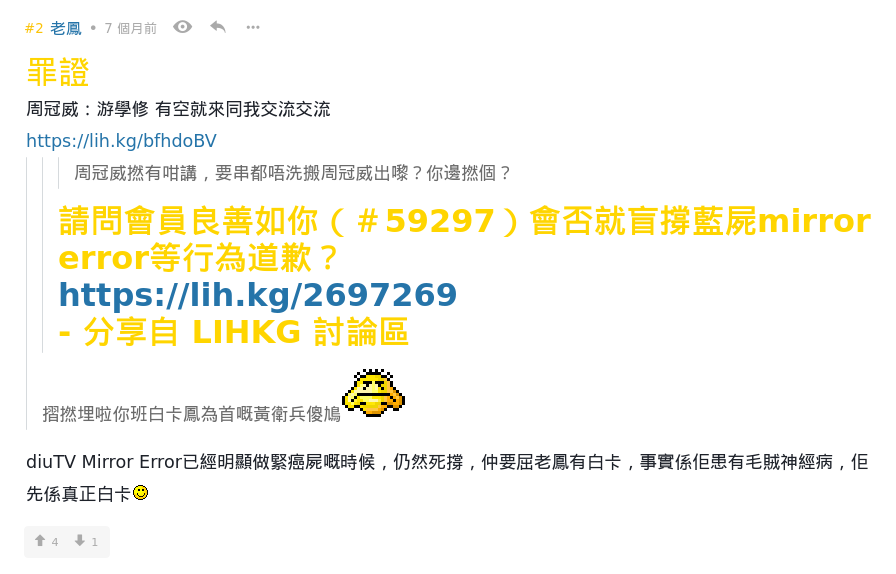 #2 老鳳 • 7 個月前
罪證
周冠威：游學修 有空就來同我交流交流
https://lih.kg/bfhdoBV
周冠威撚有咁講，要串都唔洗搬周冠威出嚟？你邊撚個？
請問會員良善如你（＃59297）會否就盲撐藍屍mirror
error等行為道歉？
https://lih.kg/2697269
- 分享自 LIHKG 討論區
摺撚埋啦你班白卡鳳為首嘅黃衛兵傻鳩
diuTV Mirror Error已經明顯做緊癌屍嘅時候，仍然死撐，仲要屈老鳳有白卡，事實係佢患有毛賊神經病，佢
先係真正白卡
4 1